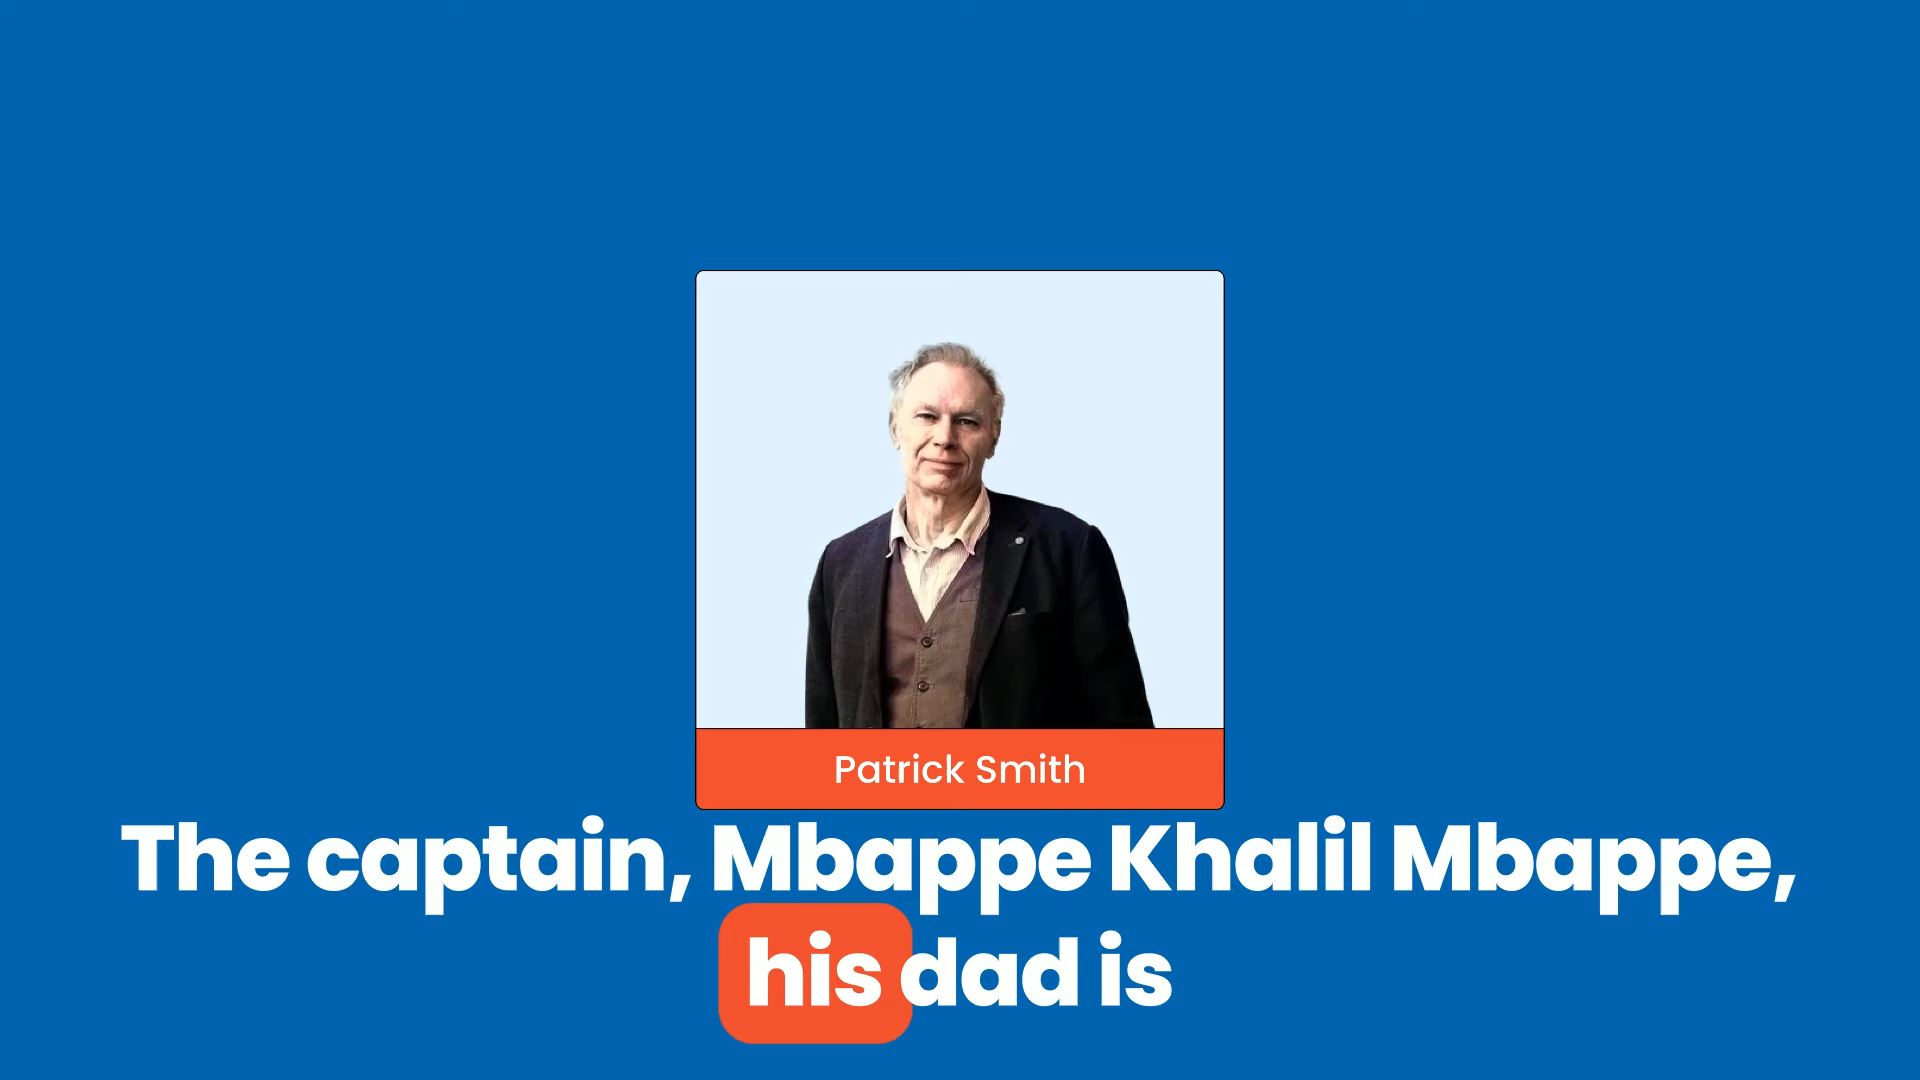 Patrick Smith
The captain, Mbappe Khalil Mbappe,
his dad is